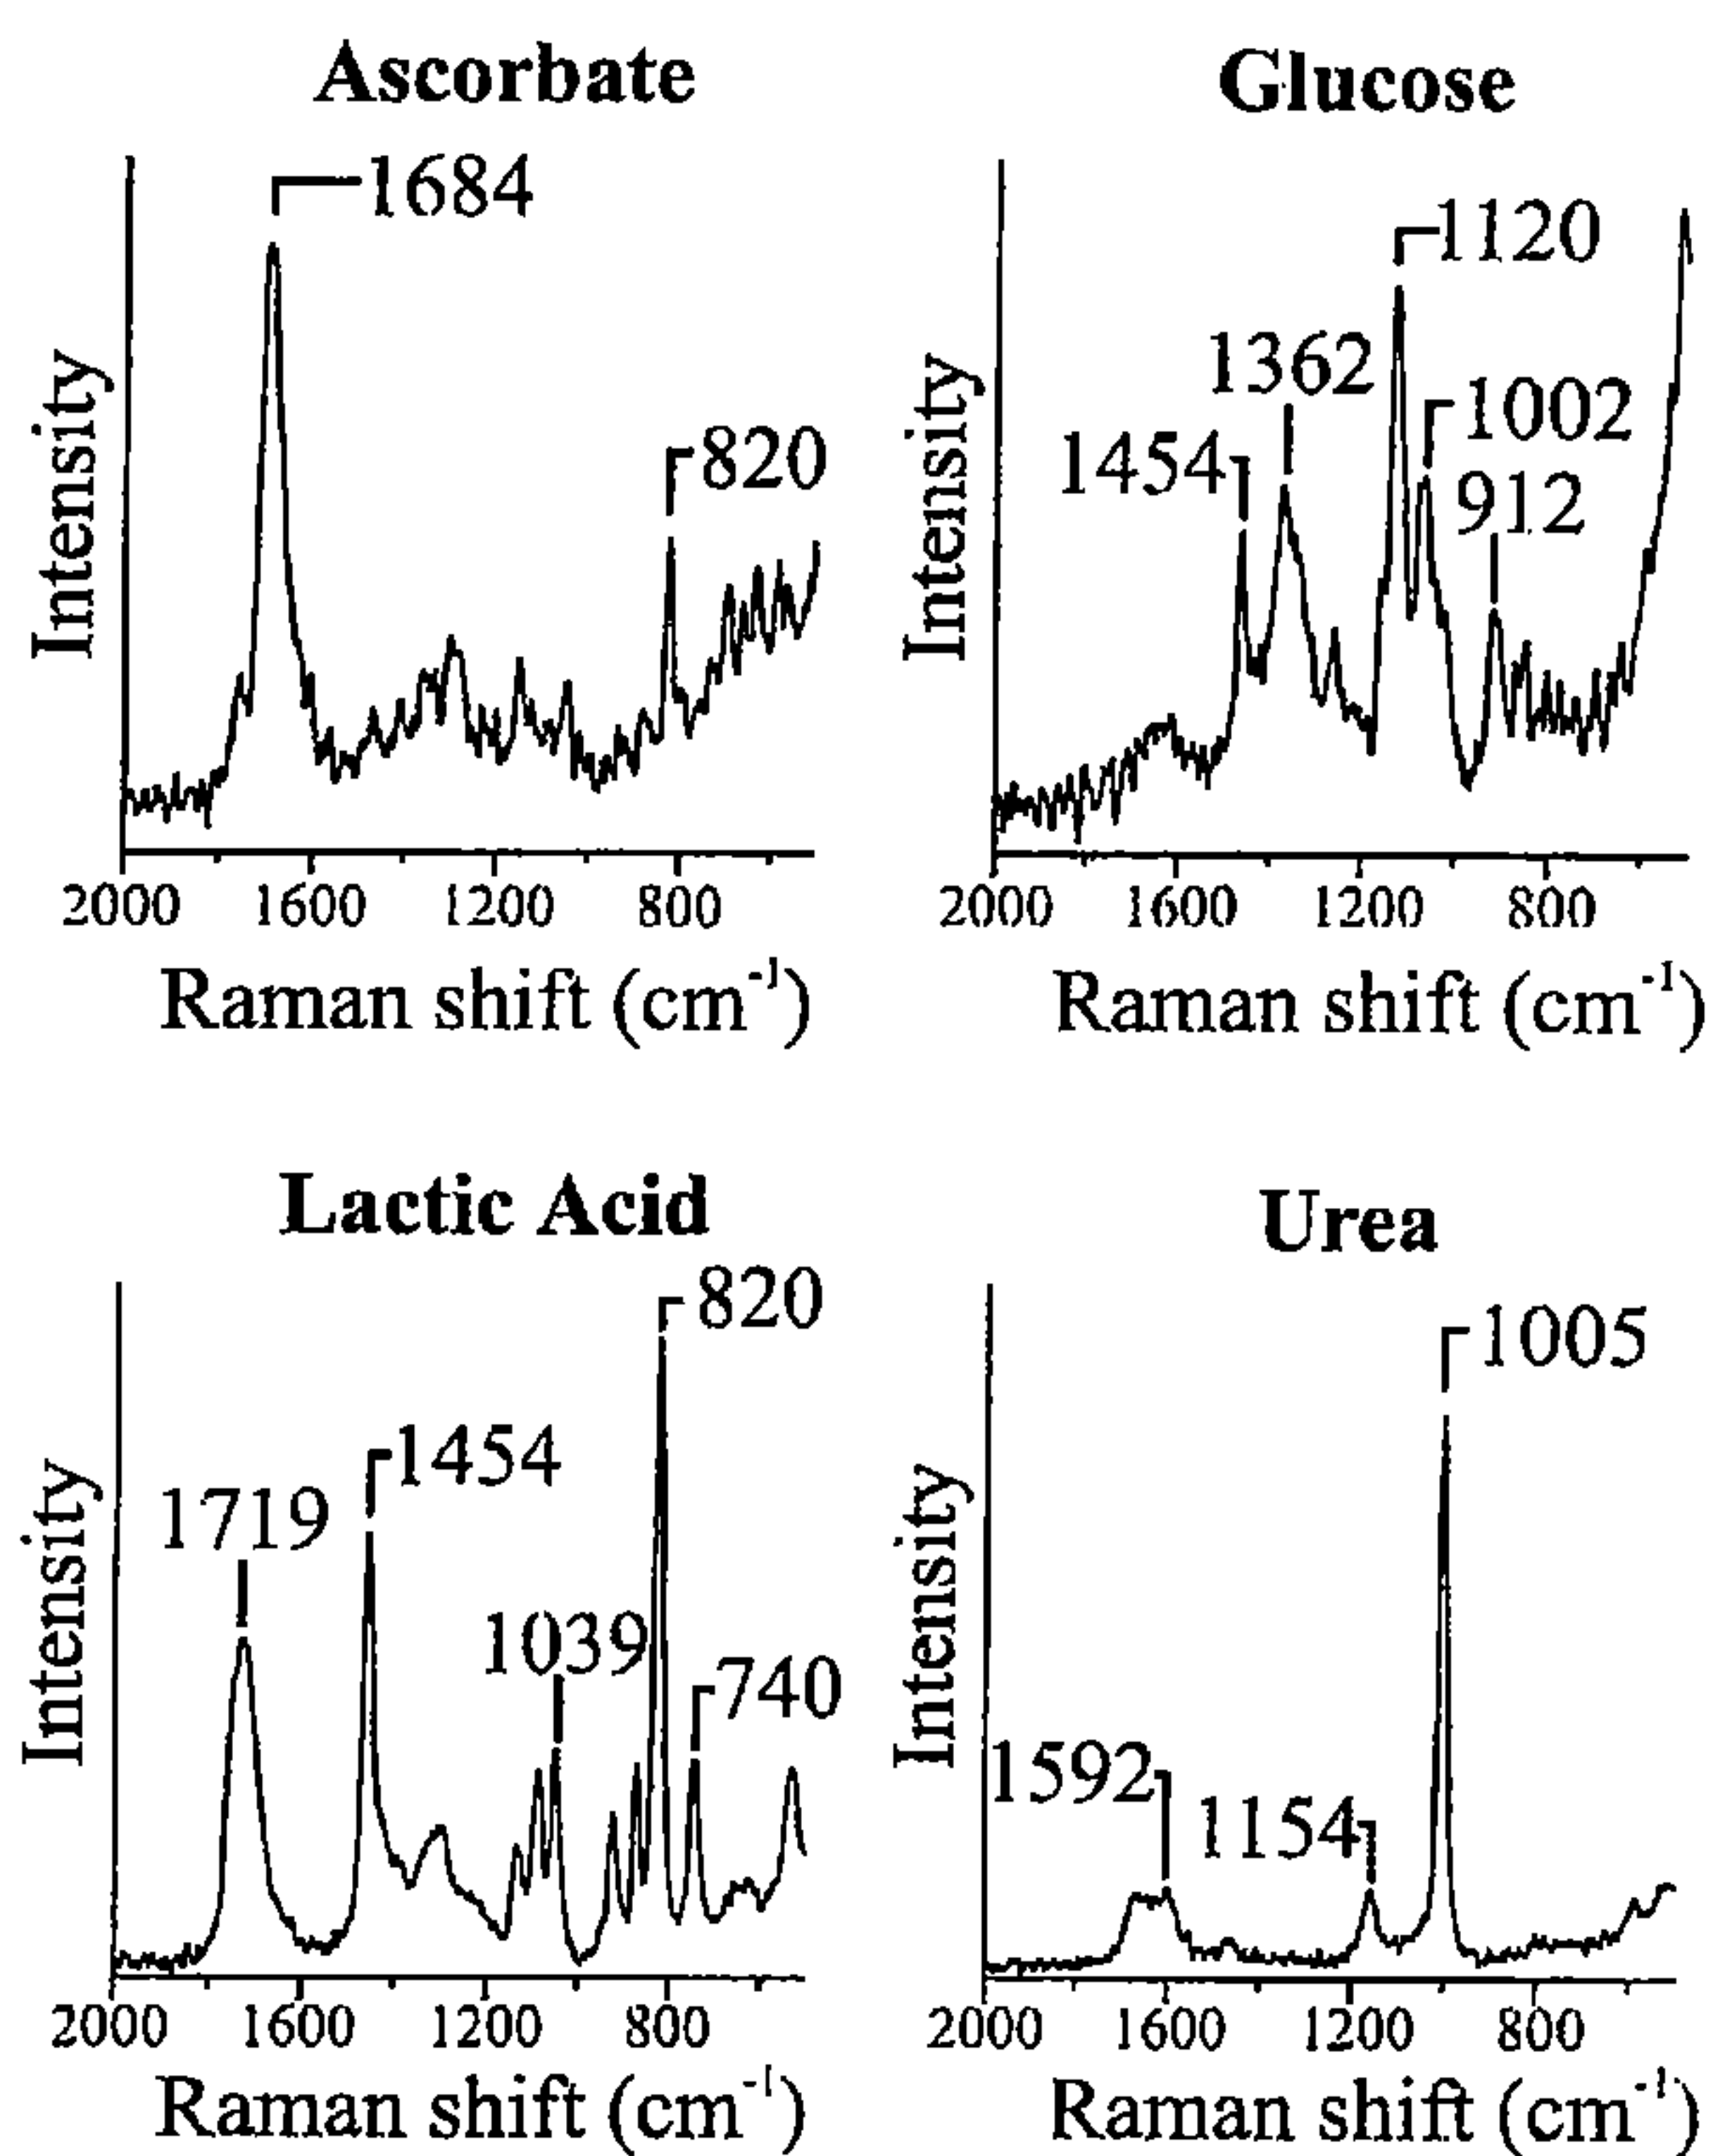 Ascorbate
1684
820
Intensity
2000 1600 1200 800
Raman shift (cm⁻¹)
Glucose
1120
1362
1002
1454
912
Intensity
2000 1600 1200 800
Raman shift (cm⁻¹)
Lactic Acid
820
1454
1719
1039
740
Intensity
2000 1600 1200 800
Raman shift (cm⁻¹)
Urea
1005
1592
1154
Intensity
2000 1600 1200 800
Raman shift (cm⁻¹)